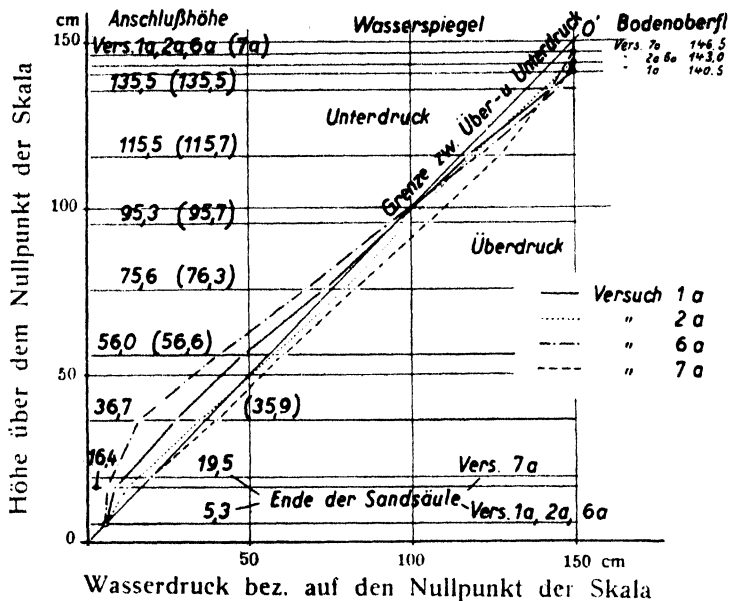 cm Anschlußhöhe Wasserspiegel O' Bodenoberfl
150 Vers. 1a, 2a, 6a (7a) Vers. 7a 146,5
" 2a 6a 143,0
" 1a 140,5
135,5 (135,5)
Unterdruck
Grenze zw. Über- u Unterdruck
115,5 (115,7)
100
95,3 (95,7)
Überdruck
75,6 (76,3)
Versuch 1a
" 2a
" 6a
" 7a
56,0 (56,6)
50
36,7 (35,9)
16,4 19,5 Vers. 7a
Ende der Sandsäule
5,3 Vers. 1a, 2a, 6a
0
50 100 150 cm
Höhe über dem Nullpunkt der Skala
Wasserdruck bez. auf den Nullpunkt der Skala